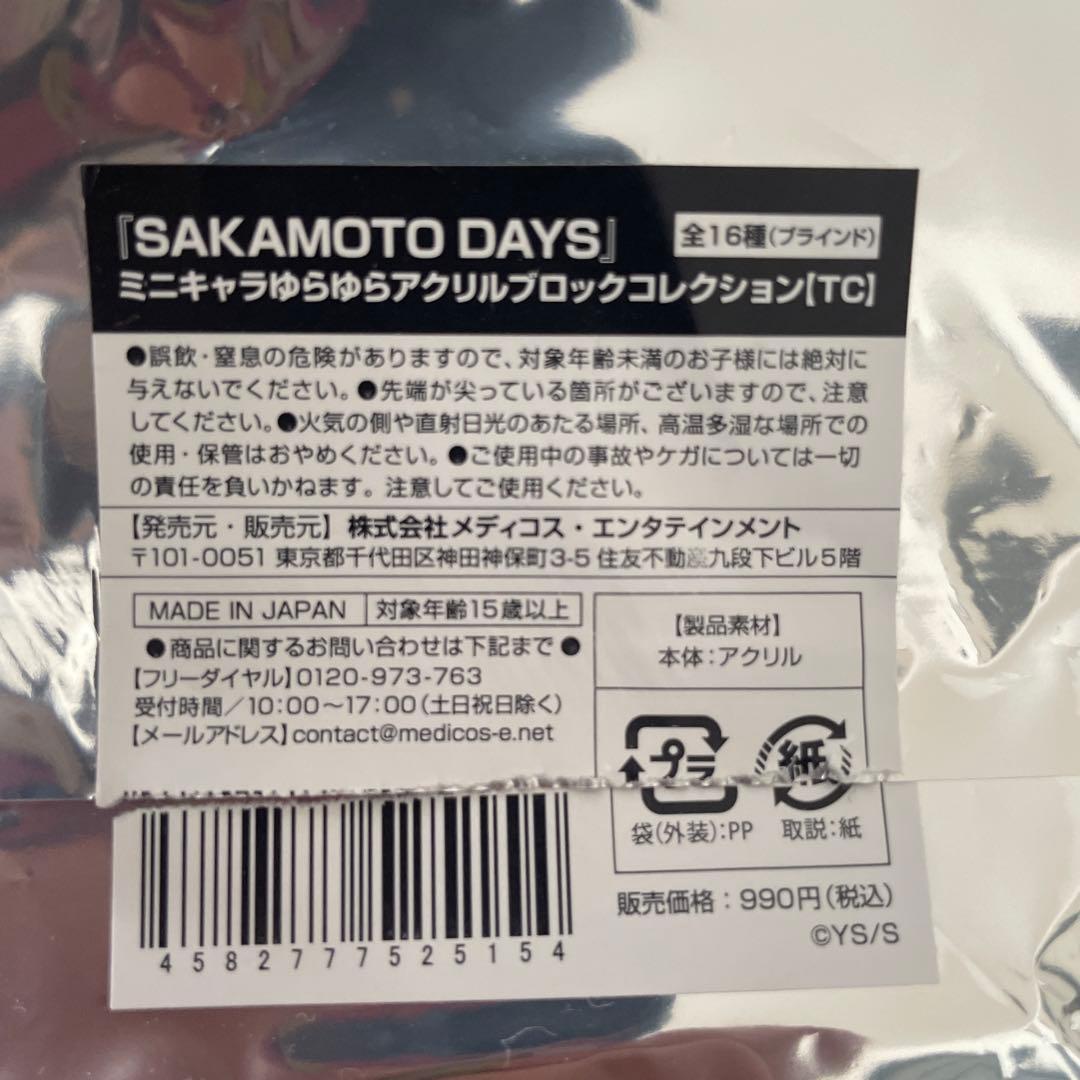 『SAKAMOTO DAYS』 全16種(ブラインド)
ミニキャラゆらゆらアクリルブロックコレクション【TC】
●誤飲・窒息の危険がありますので、対象年齢未満のお子様には絶対に
与えないでください。●先端が尖っている箇所がございますので、注意
してください。●火気の側や直射日光のあたる場所、高温多湿な場所での
使用・保管はおやめください。●ご使用中の事故やケガについては一切
の責任を負いかねます。注意してご使用ください。
【発売元・販売元】株式会社メディコス・エンタテインメント
〒101-0051 東京都千代田区神田神保町3-5 住友不動産九段下ビル5階
MADE IN JAPAN 対象年齢15歳以上
●商品に関するお問い合わせは下記まで●
【フリーダイヤル】0120-973-763
受付時間/10:00〜17:00(土日祝日除く)
【メールアドレス】contact@medicos-e.net
【製品素材】
本体:アクリル
プラ 紙
袋(外装):PP 取説:紙
販売価格:990円(税込)
©YS/S
4582777525154